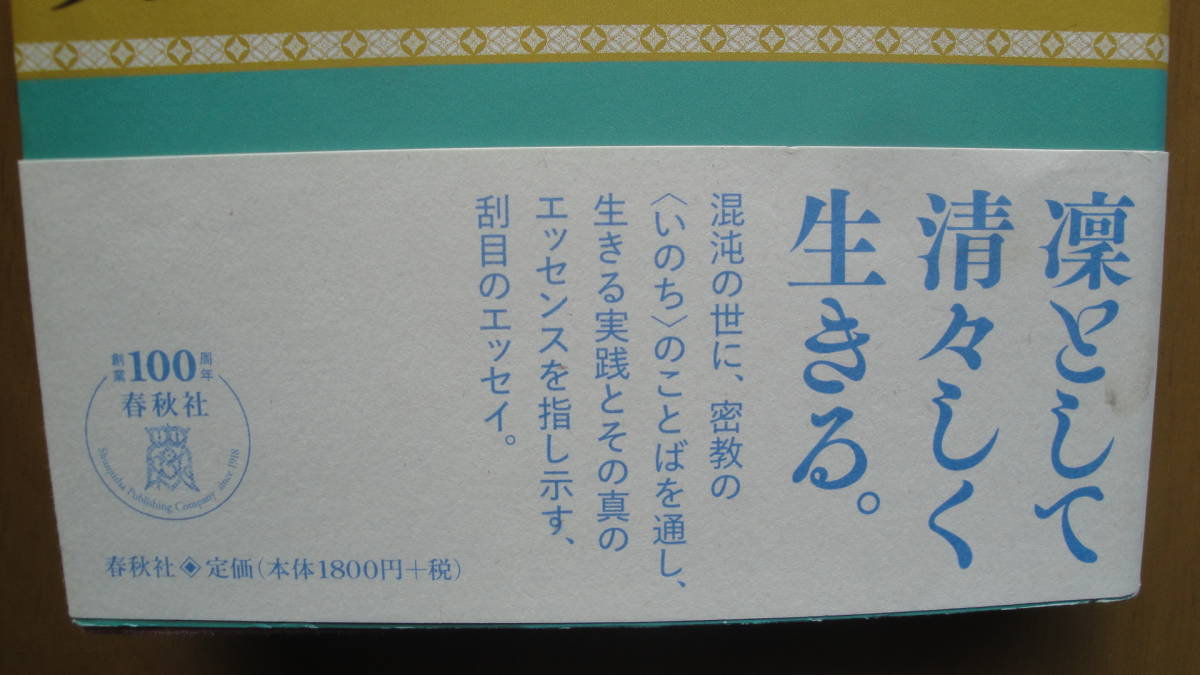 凛として
清々しく
生きる。
混沌の世に、密教の
〈いのち〉のことばを通し、
生きる実践とその真の
エッセンスを指し示す、
刮目のエッセイ。
創業100周年
春秋社
Shunjusha Publishing Company since 1918
春秋社◈定価(本体1800円+税)